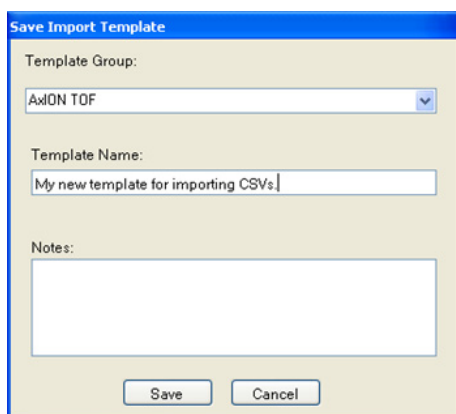 Save Import Template
Template Group:
AxION TOF
Template Name:
My new template for importing CSVs.
Notes:
Save Cancel